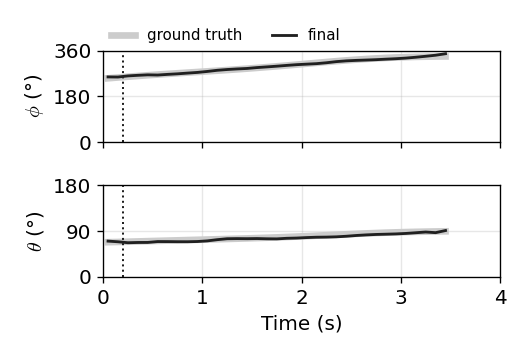 ground truth final
360
180
0
ϕ (°)
180
90
0
θ (°)
0 1 2 3 4
Time (s)